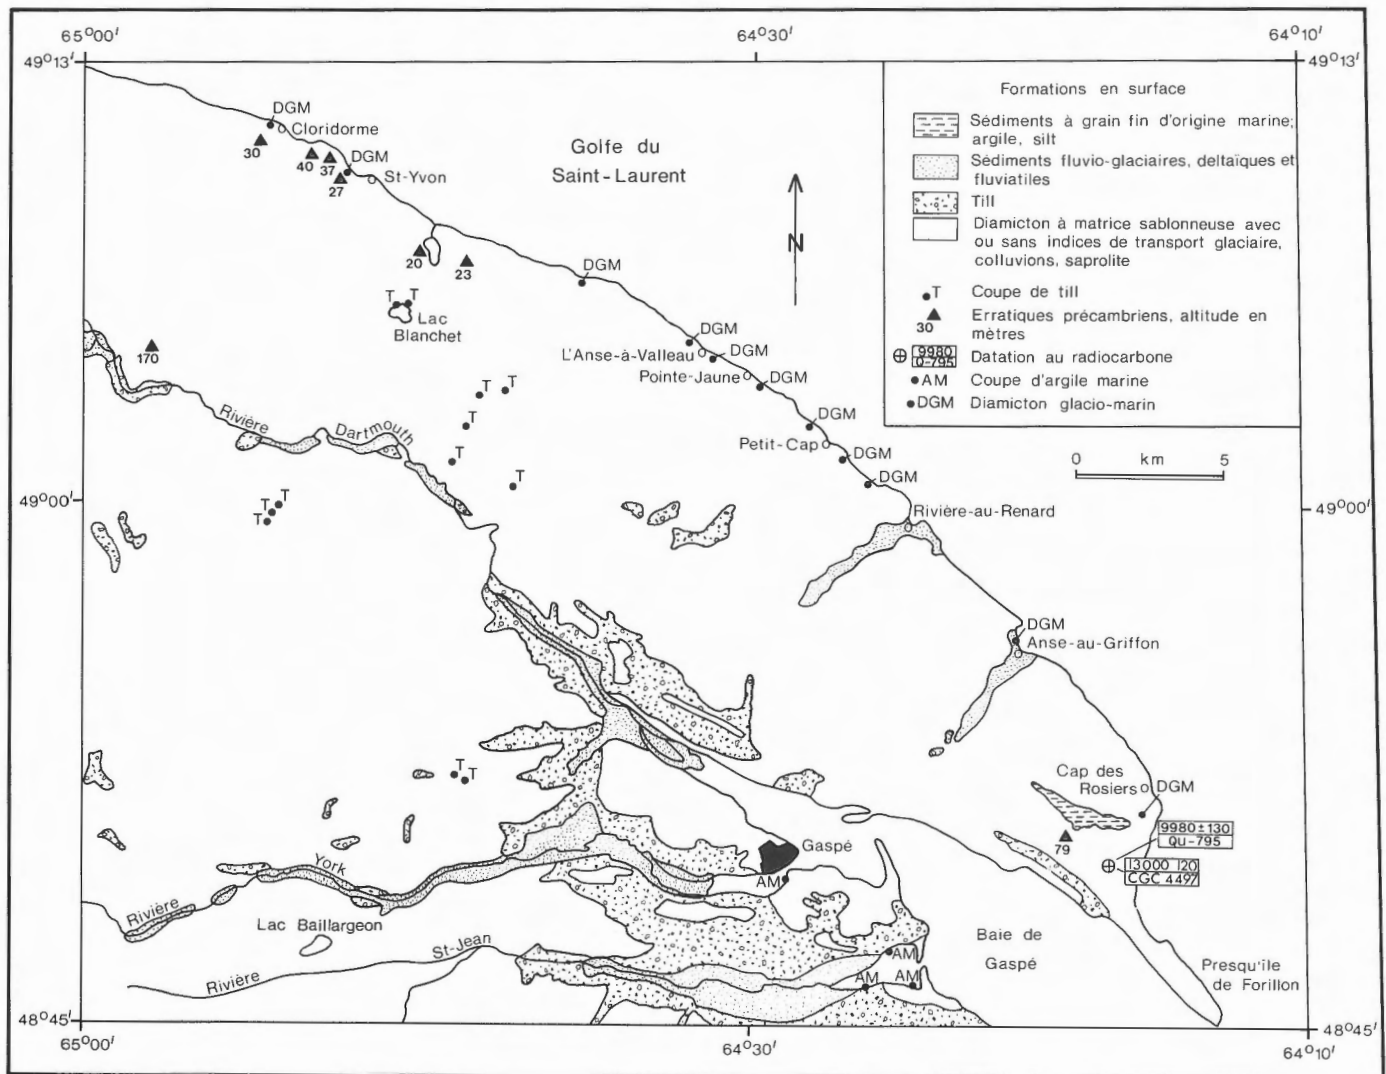 65°00'
64°30'
64°10'
49°13'
49°13'
DGM
Cloridorme
30
40
37
DGM
27
St-Yvon
Golfe du
Saint-Laurent
N
20
23
DGM
T T
Lac
Blanchet
170
DGM
L'Anse-à-Valleau
DGM
Pointe-Jaune
DGM
T
T
T
T
T
DGM
Petit-Cap
DGM
DGM
Rivière
Dartmouth
T
T
T
49°00'
49°00'
Rivière-au-Renard
DGM
Anse-au-Griffon
Cap des
Rosiers
DGM
79
9980±130
Qu-795
13000 120
CGC 4497
T
T
Gaspé
AM
York
Rivière
Lac Baillargeon
St-Jean
Rivière
AM
AM
AM
Baie de
Gaspé
Presqu'île
de Forillon
48°45'
48°45'
65°00'
64°30'
64°10'
Formations en surface
Sédiments à grain fin d'origine marine;
argile, silt
Sédiments fluvio-glaciaires, deltaïques et
fluviatiles
Till
Diamicton à matrice sablonneuse avec
ou sans indices de transport glaciaire,
colluvions, saprolite
T Coupe de till
30 Erratiques précambriens, altitude en
mètres
9980
Q-795
Datation au radiocarbone
AM Coupe d'argile marine
DGM Diamicton glacio-marin
0 km 5